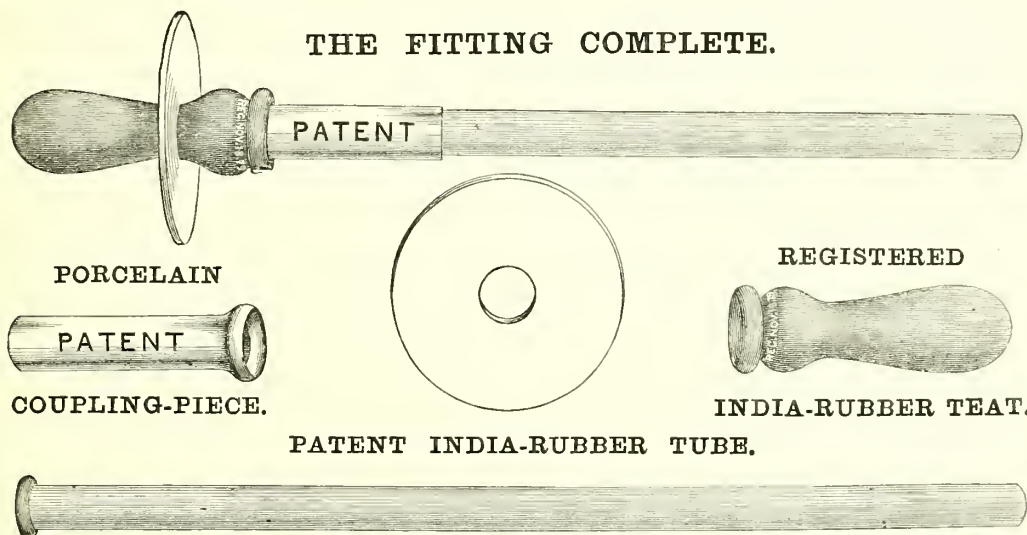 THE FITTING COMPLETE.
PATENT
PORCELAIN
PATENT
COUPLING-PIECE.
REGISTERED
INDIA-RUBBER TEAT.
PATENT INDIA-RUBBER TUBE.